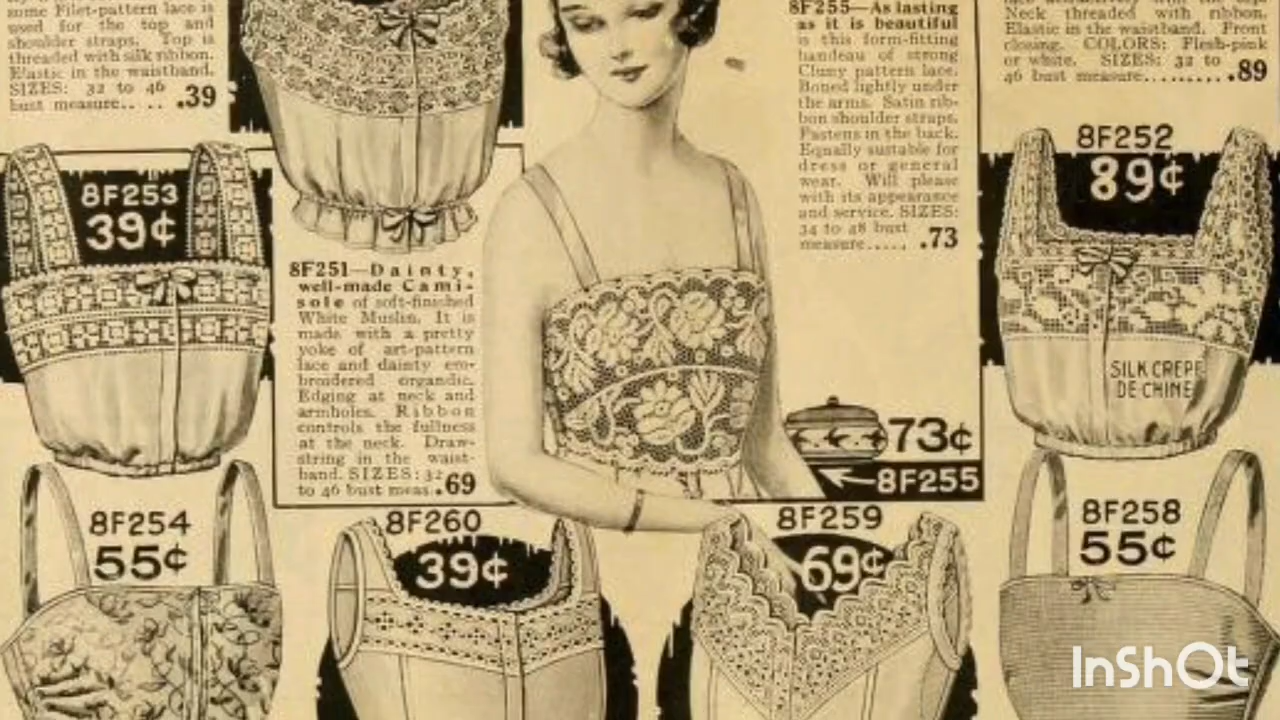 some Filet-pattern lace is
used for the top and
shoulder straps. Top is
threaded with silk ribbon.
Elastic in the waistband.
SIZES: 32 to 46
bust measure.. .. .39
8F253
39¢
8F251—Dainty,
well-made Cami-
sole of soft-finished
White Muslin. It is
made with a pretty
yoke of art-pattern
lace and dainty em-
broidered organdie.
Edging at neck and
armholes. Ribbon
controls the fullness
at the neck. Draw-
string in the waist-
band. SIZES: 32
to 46 bust meas. .69
8F255—As lasting
as it is beautiful
is this form-fitting
bandeau of strong
Cluny pattern lace.
Boned lightly under
the arms. Satin rib-
bon shoulder straps.
Fastens in the back.
Equally suitable for
dress or general
wear. Will please
with its appearance
and service. SIZES:
34 to 48 bust
measure..... .73
73¢
8F255
Neck threaded with ribbon.
Elastic in the waistband. Front
closing. COLORS: Flesh-pink
or white. SIZES: 32 to
46 bust measure......... .89
8F252
89¢
SILK CREPE
DE CHINE
8F254
55¢
8F260
39¢
8F259
69¢
8F258
55¢
InShOt